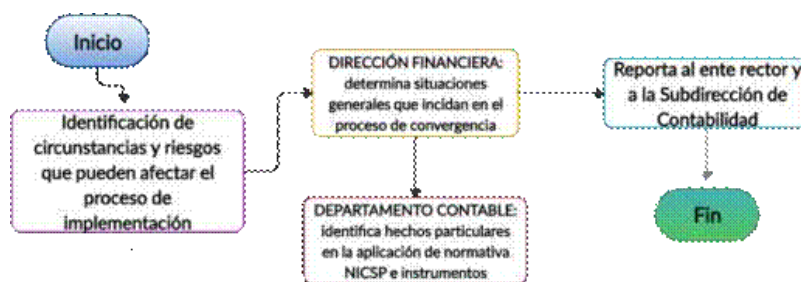 Inicio
Identificación de
circunstancias y riesgos
que pueden afectar el
proceso de
implementación
DIRECCIÓN FINANCIERA:
determina situaciones
generales que incidan en el
proceso de convergencia
DEPARTAMENTO CONTABLE:
identifica hechos particulares
en la aplicación de normativa
NICSP e instrumentos
Reporta al ente rector y
a la Subdirección de
Contabilidad
Fin